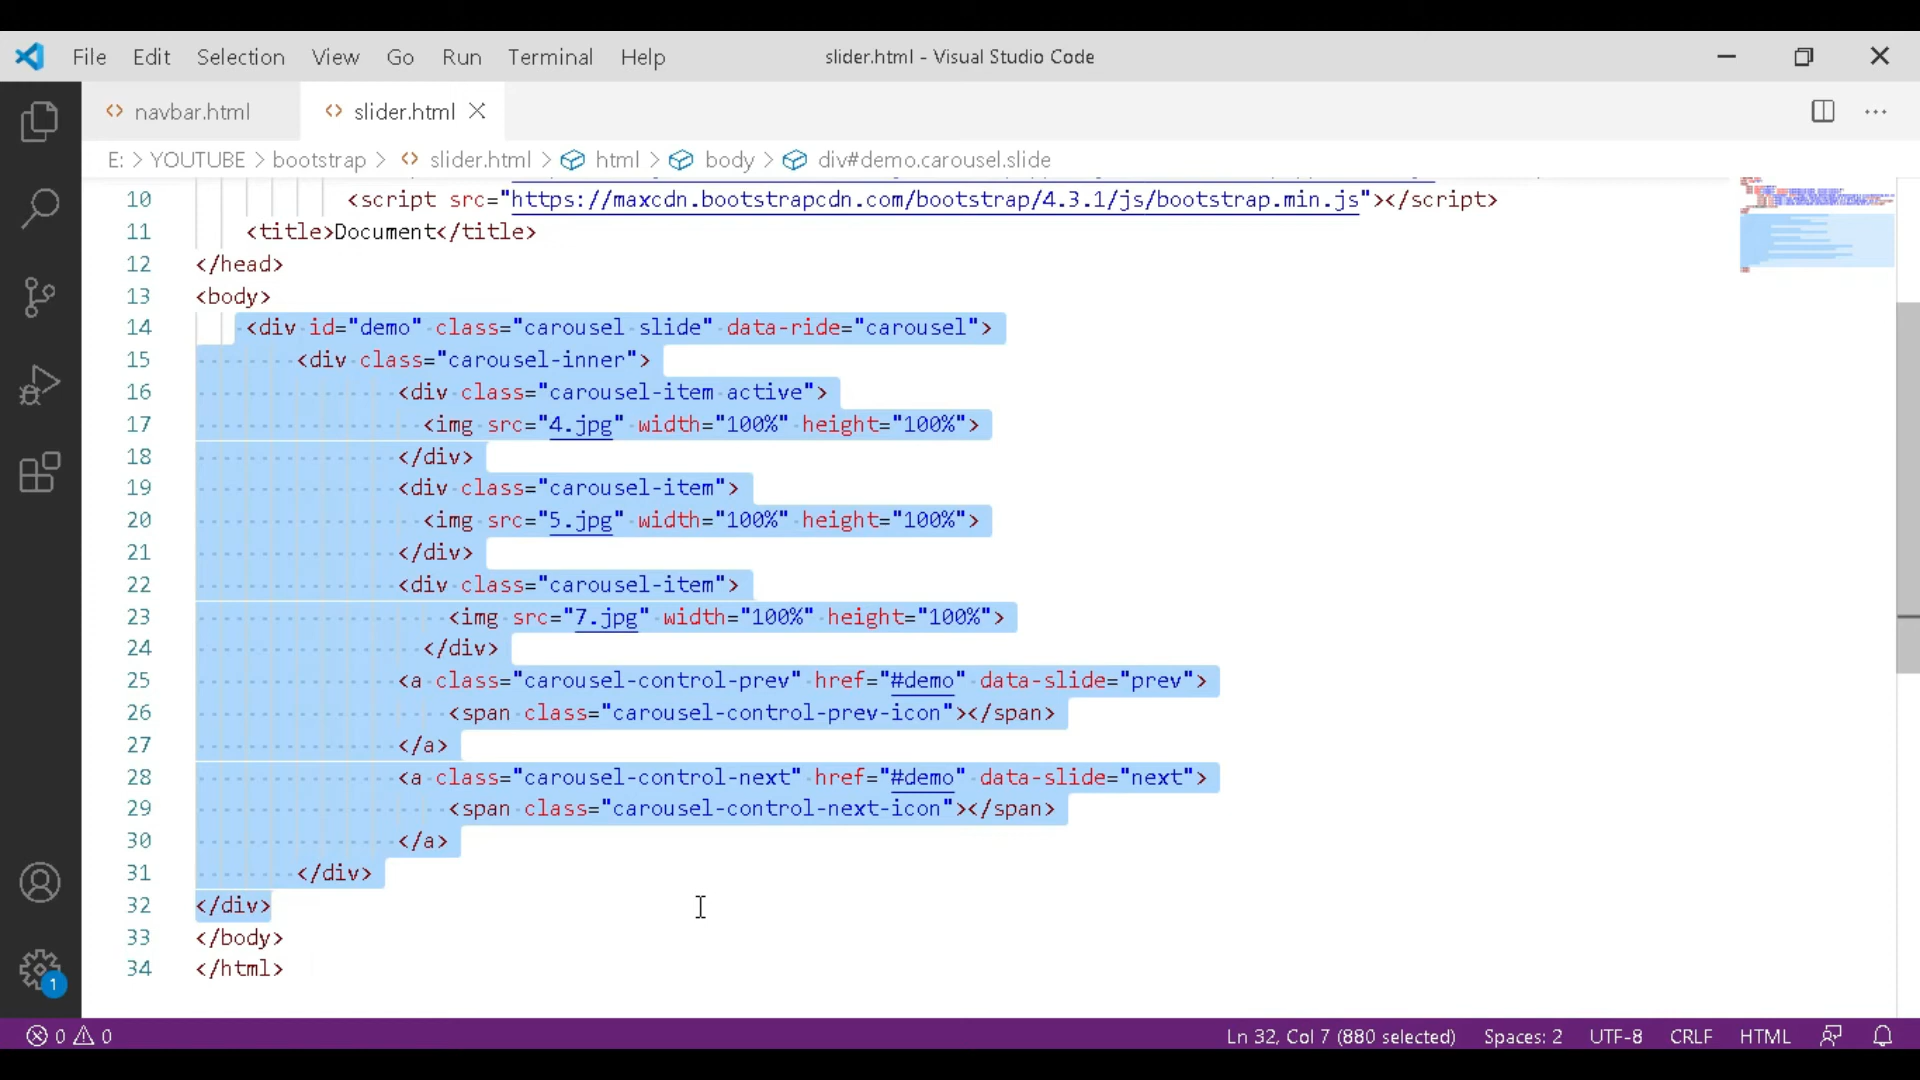 File Edit Selection View Go Run Terminal Help slider.html - Visual Studio Code
navbar.html slider.html
E: > YOUTUBE > bootstrap > slider.html > html > body > div#demo.carousel.slide
10 <script src="https://maxcdn.bootstrapcdn.com/bootstrap/4.3.1/js/bootstrap.min.js"></script>
11 <title>Document</title>
12 </head>
13 <body>
14 <div id="demo" class="carousel slide" data-ride="carousel">
15 <div class="carousel-inner">
16 <div class="carousel-item active">
17 <img src="4.jpg" width="100%" height="100%">
18 </div>
19 <div class="carousel-item">
20 <img src="5.jpg" width="100%" height="100%">
21 </div>
22 <div class="carousel-item">
23 <img src="7.jpg" width="100%" height="100%">
24 </div>
25 <a class="carousel-control-prev" href="#demo" data-slide="prev">
26 <span class="carousel-control-prev-icon"></span>
27 </a>
28 <a class="carousel-control-next" href="#demo" data-slide="next">
29 <span class="carousel-control-next-icon"></span>
30 </a>
31 </div>
32 </div>
33 </body>
34 </html>
1
0 0 Ln 32, Col 7 (880 selected) Spaces: 2 UTF-8 CRLF HTML